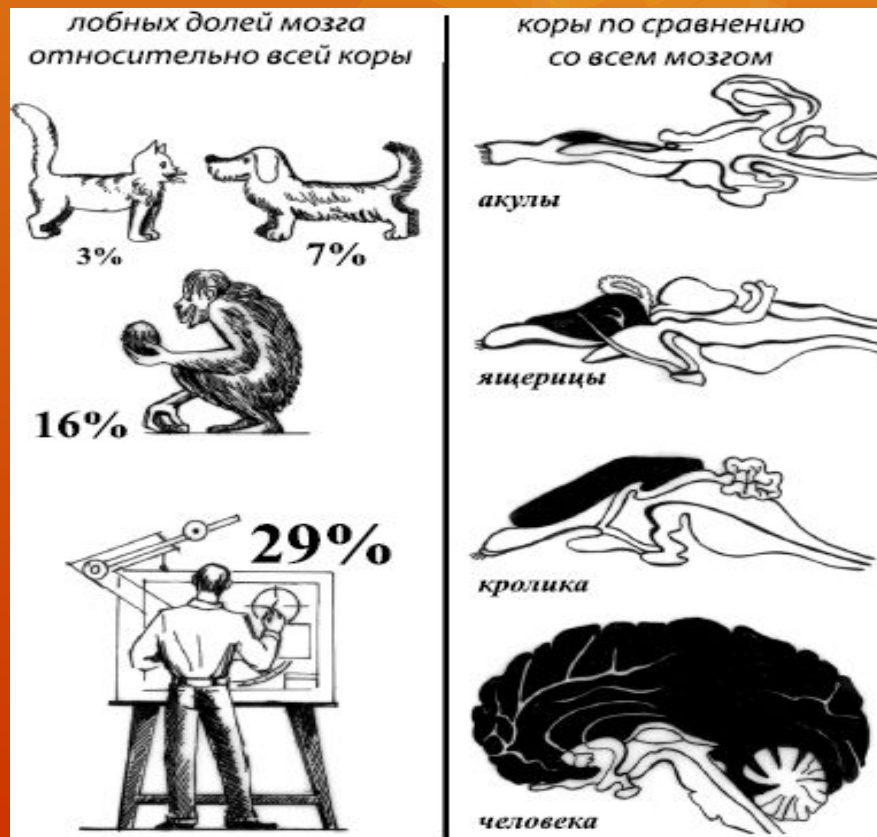 лобных долей мозга
относительно всей коры
3%
7%
16%
29%
коры по сравнению
со всем мозгом
акулы
ящерицы
кролика
человека